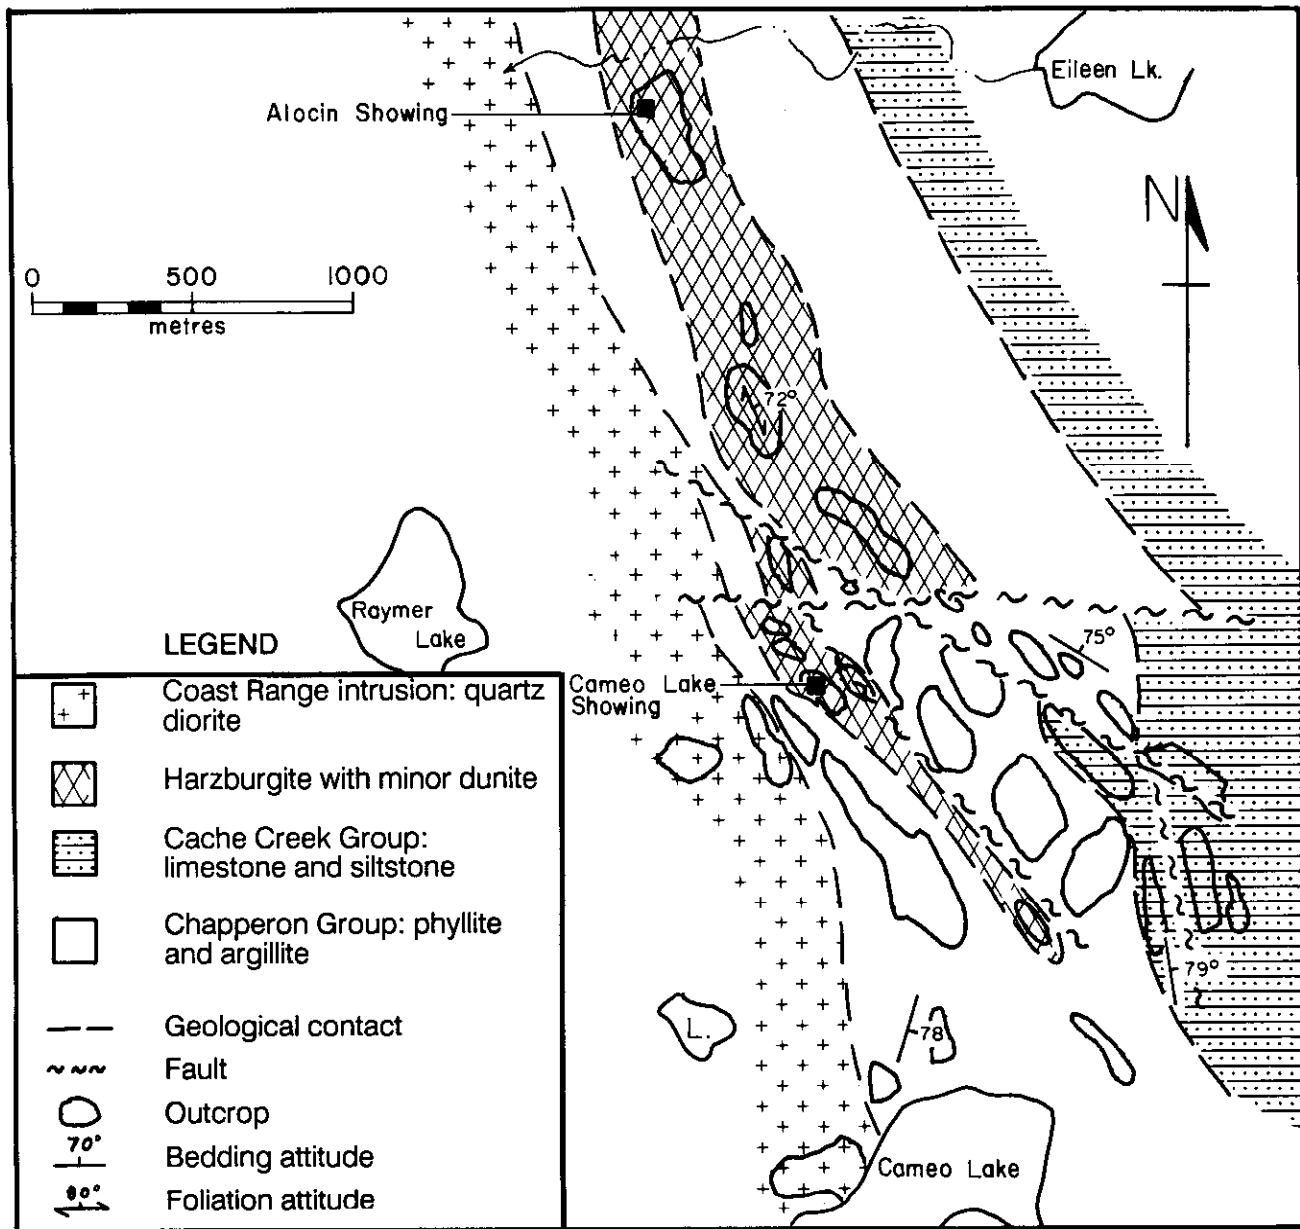 Eileen Lk.
Alocin Showing
N
0 500 1000
metres
72°
Raymer
Lake
75°
Cameo Lake
Showing
79°
L.
78
Cameo Lake
LEGEND
Coast Range intrusion: quartz
diorite
Harzburgite with minor dunite
Cache Creek Group:
limestone and siltstone
Chapperon Group: phyllite
and argillite
Geological contact
Fault
Outcrop
70°
Bedding attitude
80°
Foliation attitude